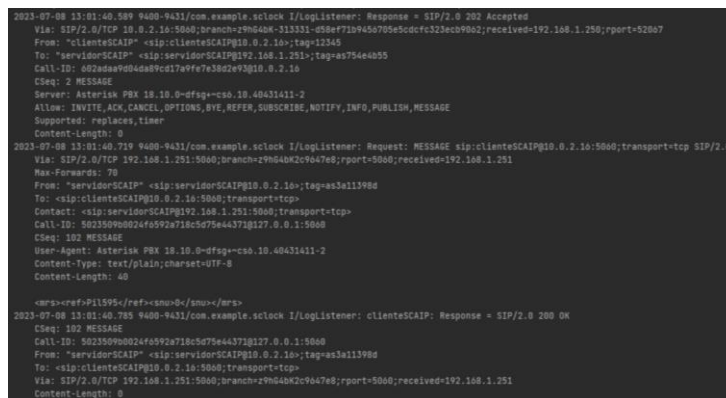 2023-07-08 13:01:40.589 9400-9431/com.example.sclock I/LogListener: Response = SIP/2.0 202 Accepted
Via: SIP/2.0/TCP 10.0.2.16:5060;received=192.168.1.250;rport=52067
From: "clienteSCAIP" <sip:clienteSCAIP@10.0.2.16>;tag=12345
To: "servidorSCAIP" <sip:servidorSCAIP@192.168.1.251>;tag=as754e4b55
Call-ID: 602adaa9d04da89cd17a9fe7e38d2e93@10.0.2.16
CSeq: 2 MESSAGE
Server: Asterisk PBX 18.10.0~dfsg+~cs6.10.40431411-2
Allow: INVITE,ACK,CANCEL,OPTIONS,BYE,REFER,SUBSCRIBE,NOTIFY,INFO,PUBLISH,MESSAGE
Supported: replaces,timer
Content-Length: 0
2023-07-08 13:01:40.719 9400-9431/com.example.sclock I/LogListener: Request: MESSAGE sip:clienteSCAIP@10.0.2.16:5060;transport=tcp SIP/2.
Via: SIP/2.0/TCP 192.168.1.251:5060;branch=z9hG4bK2c9647e8;rport=5060;received=192.168.1.251
Max-Forwards: 70
From: "servidorSCAIP" <sip:servidorSCAIP@10.0.2.16>;tag=as3a11398d
To: <sip:clienteSCAIP@10.0.2.16:5060;transport=tcp>
Contact: <sip:servidorSCAIP@192.168.1.251:5060;transport=tcp>
Call-ID: 5023509b0024f6592a718c5d75e44371@127.0.0.1:5060
CSeq: 102 MESSAGE
User-Agent: Asterisk PBX 18.10.0~dfsg+~cs6.10.40431411-2
Content-Type: text/plain;charset=UTF-8
Content-Length: 40
<mrs><ref>Pil595</ref><snu>0</snu></mrs>
2023-07-08 13:01:40.785 9400-9431/com.example.sclock I/LogListener: clienteSCAIP: Response = SIP/2.0 200 OK
CSeq: 102 MESSAGE
Call-ID: 5023509b0024f6592a718c5d75e44371@127.0.0.1:5060
From: "servidorSCAIP" <sip:servidorSCAIP@10.0.2.16>;tag=as3a11398d
To: <sip:clienteSCAIP@10.0.2.16:5060;transport=tcp>
Via: SIP/2.0/TCP 192.168.1.251:5060;branch=z9hG4bK2c9647e8;rport=5060;received=192.168.1.251
Content-Length: 0